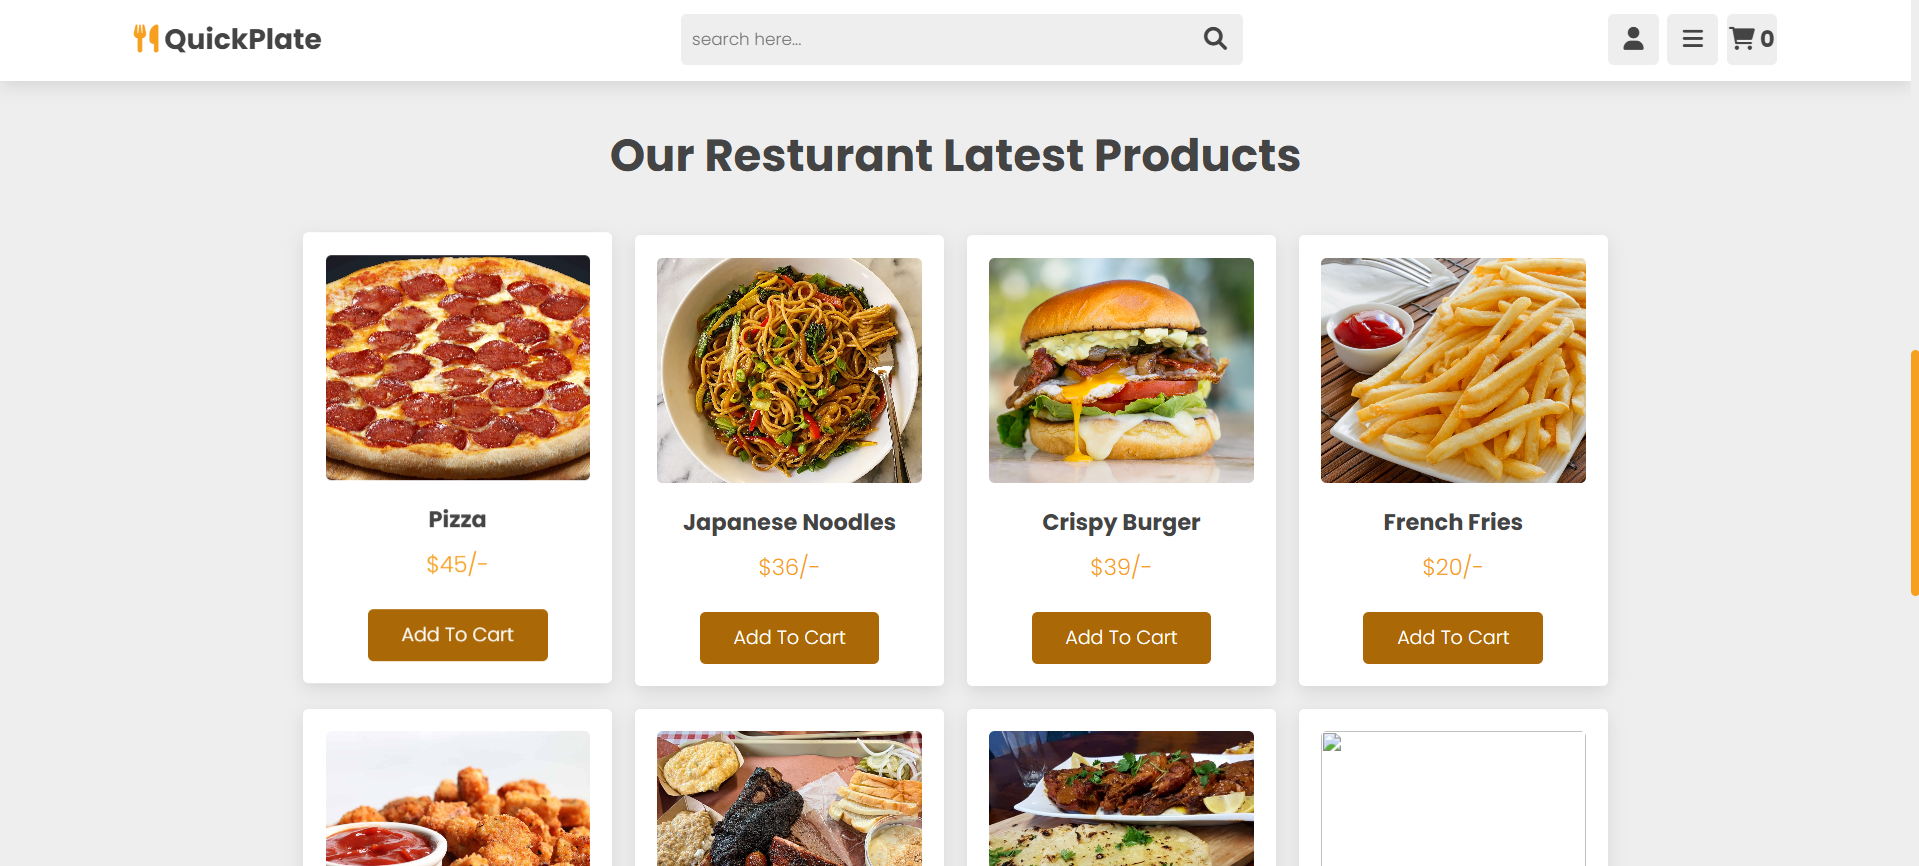 QuickPlate
search here...
0
Our Resturant Latest Products
Pizza
$45/-
Add To Cart
Japanese Noodles
$36/-
Add To Cart
Crispy Burger
$39/-
Add To Cart
French Fries
$20/-
Add To Cart